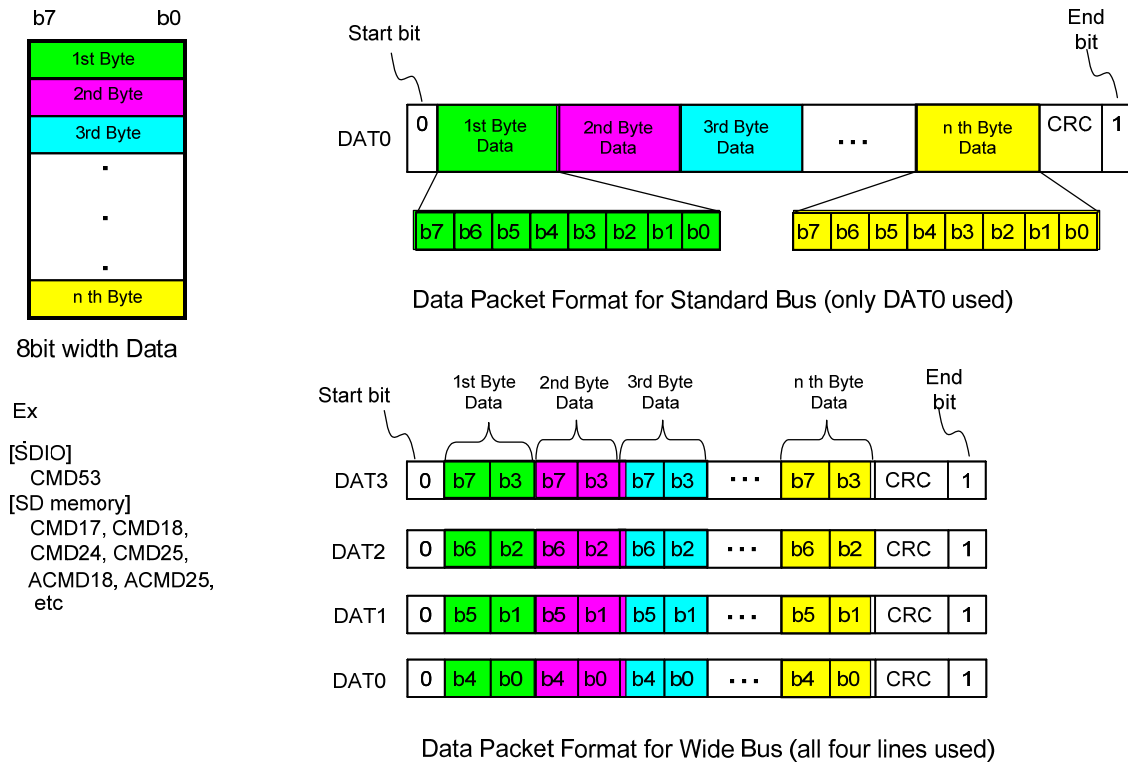 b7 b0
1st Byte
2nd Byte
3rd Byte
.
.
.
n th Byte
8bit width Data
Ex
[SDIO]
CMD53
[SD memory]
CMD17, CMD18,
CMD24, CMD25,
ACMD18, ACMD25,
etc
Start bit
End
bit
DAT0
0
1st Byte
Data
2nd Byte
Data
3rd Byte
Data
...
n th Byte
Data
CRC
1
b7 b6 b5 b4 b3 b2 b1 b0
b7 b6 b5 b4 b3 b2 b1 b0
Data Packet Format for Standard Bus (only DAT0 used)
Start bit
1st Byte
Data
2nd Byte
Data
3rd Byte
Data
n th Byte
Data
End
bit
DAT3 0 b7 b3 b7 b3 b7 b3 ... b7 b3 CRC 1
DAT2 0 b6 b2 b6 b2 b6 b2 ... b6 b2 CRC 1
DAT1 0 b5 b1 b5 b1 b5 b1 ... b5 b1 CRC 1
DAT0 0 b4 b0 b4 b0 b4 b0 ... b4 b0 CRC 1
Data Packet Format for Wide Bus (all four lines used)